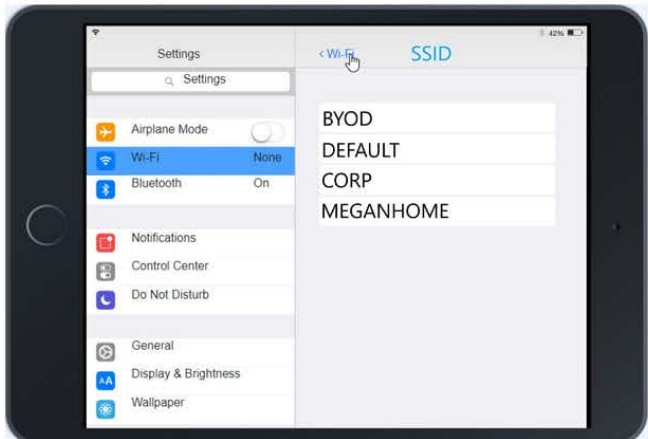 42%
Settings
< Wi-Fi SSID
Settings
Airplane Mode
Wi-Fi None
Bluetooth On
Notifications
Control Center
Do Not Disturb
General
Display & Brightness
Wallpaper
BYOD
DEFAULT
CORP
MEGANHOME
AA